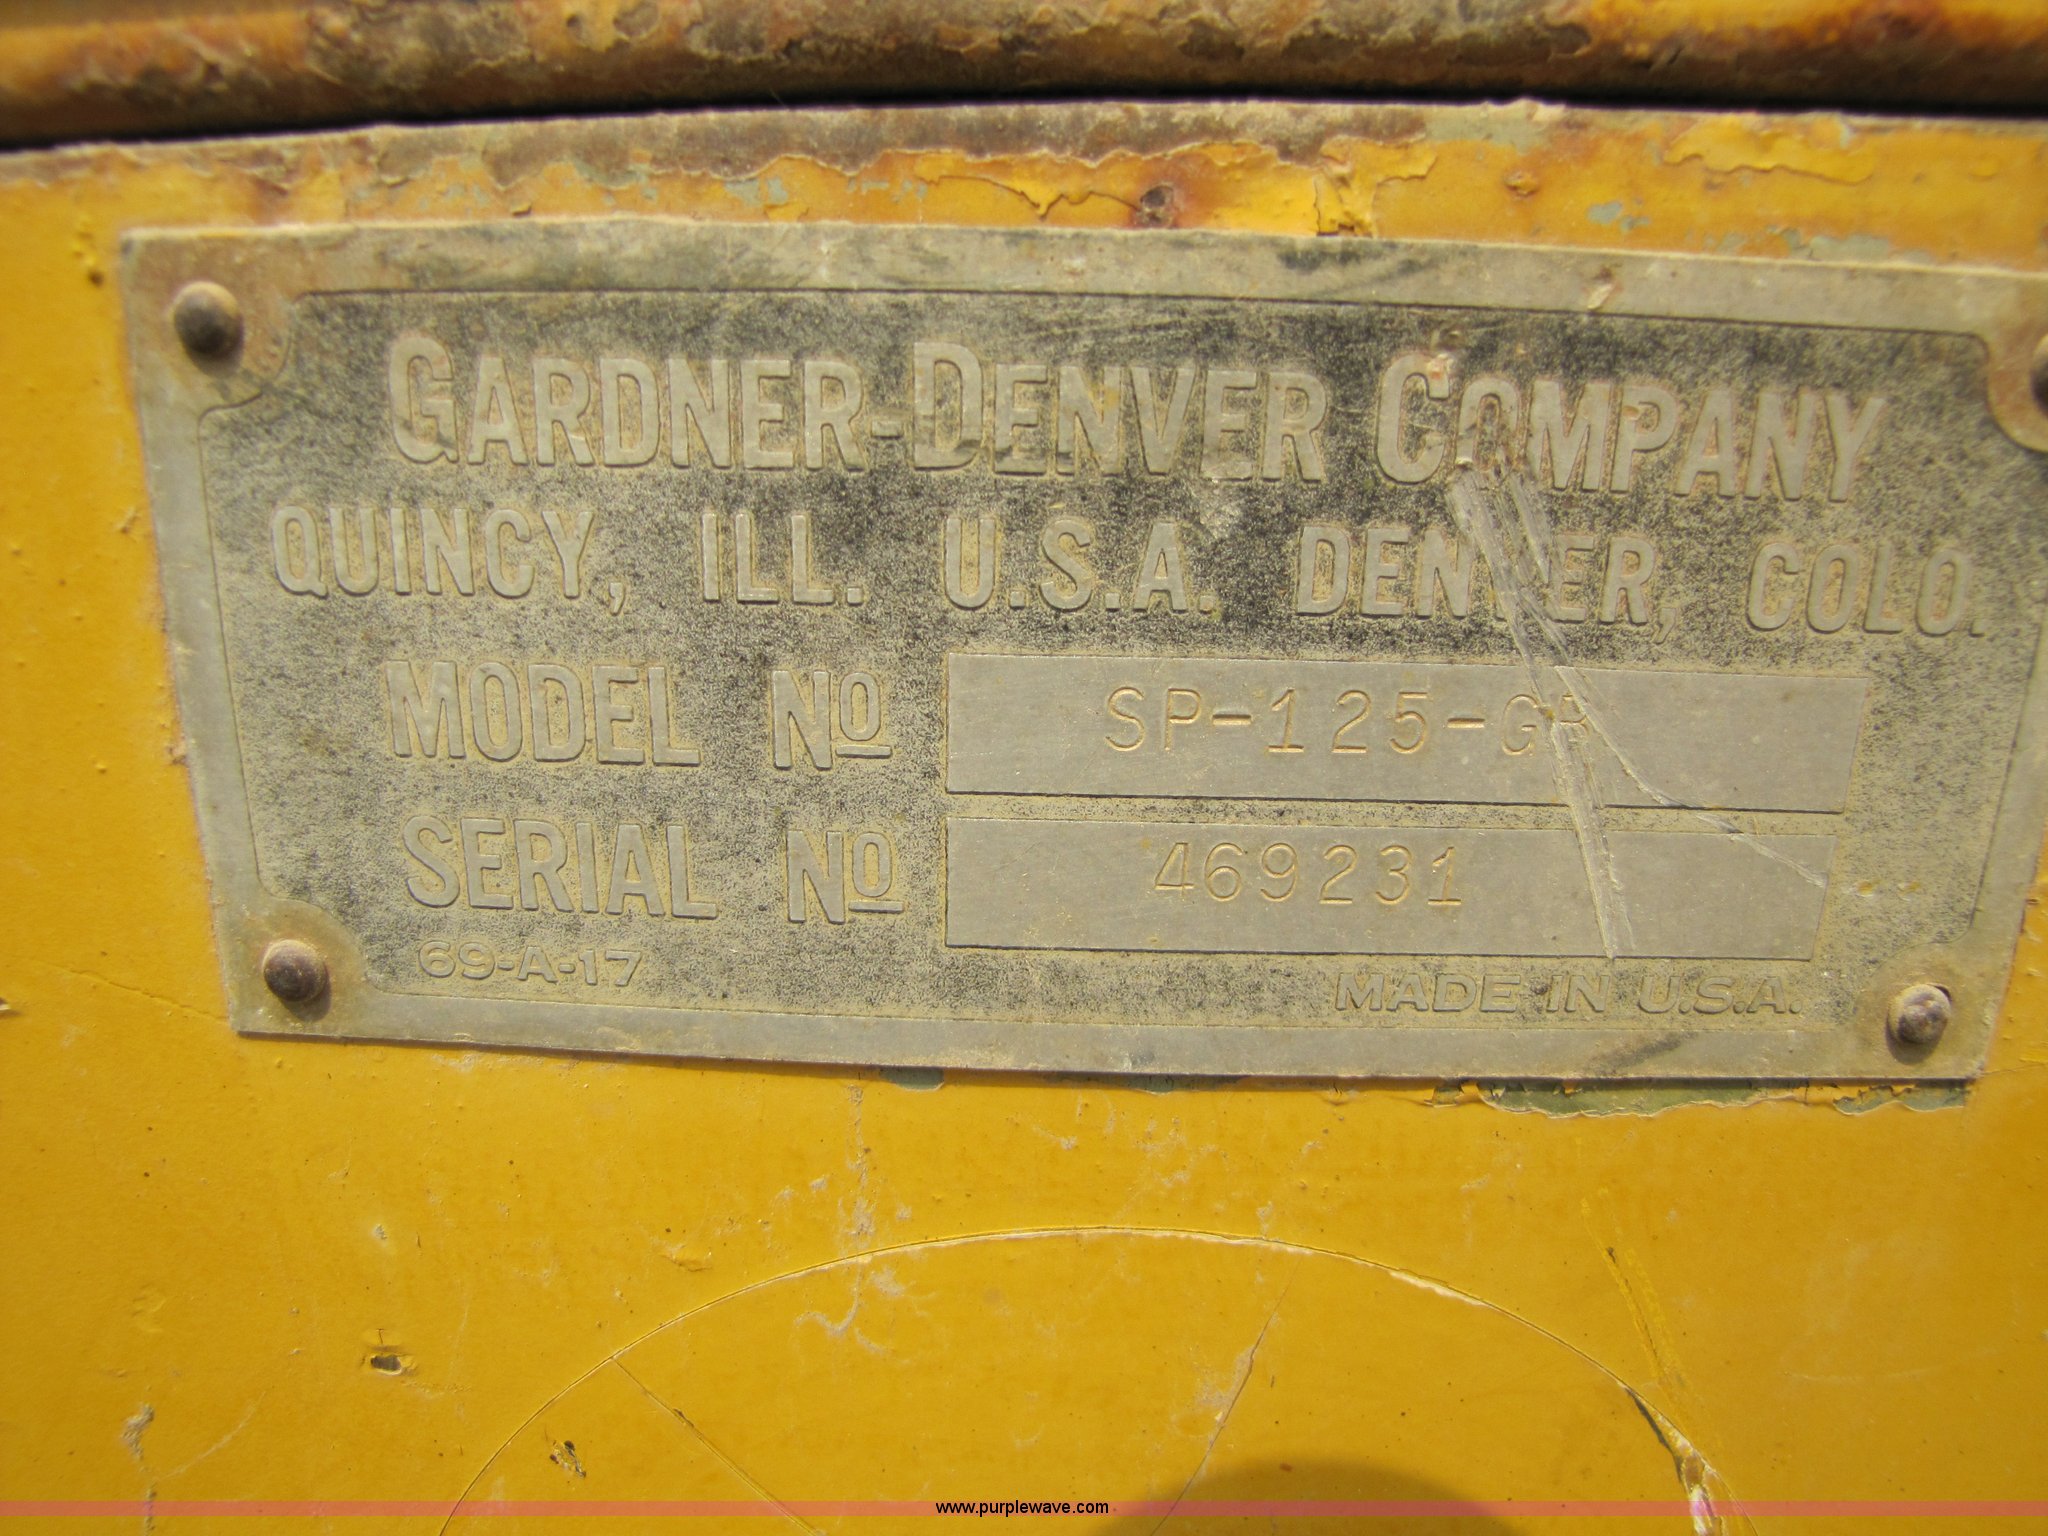 GARDNER-DENVER COMPANY
QUINCY, ILL. U.S.A. DENVER, COLO.
MODEL NO SP-125-GP
SERIAL NO 469231
69-A-17 MADE IN U.S.A.
www.purplewave.com